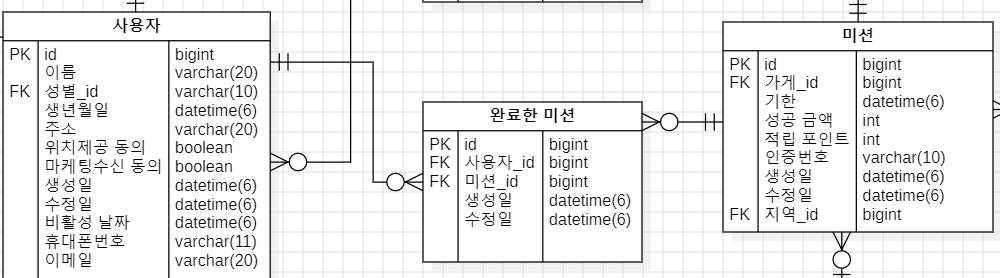 사용자
PK id bigint
이름 varchar(20)
FK 성별_id varchar(10)
생년월일 datetime(6)
주소 varchar(20)
위치제공 동의 boolean
마케팅수신 동의 boolean
생성일 datetime(6)
수정일 datetime(6)
비활성 날짜 datetime(6)
휴대폰번호 varchar(11)
이메일 varchar(20)
완료한 미션
PK id bigint
FK 사용자_id bigint
FK 미션_id bigint
생성일 datetime(6)
수정일 datetime(6)
미션
PK id bigint
FK 가게_id bigint
기한 datetime(6)
성공 금액 int
적립 포인트 int
인증번호 varchar(10)
생성일 datetime(6)
수정일 datetime(6)
FK 지역_id bigint